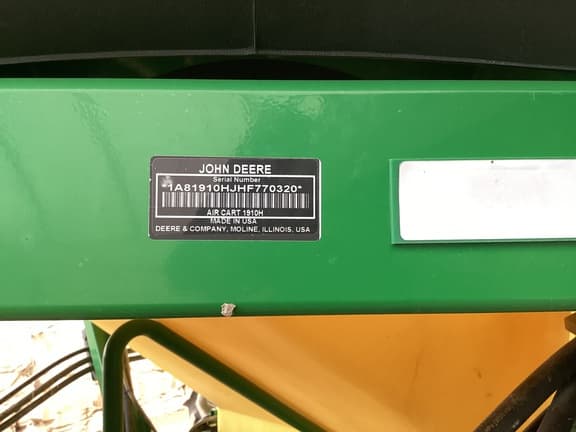 JOHN DEERE
Serial Number
*1A81910HJHF770320*
AIR CART 1910H
MADE IN USA
DEERE & COMPANY, MOLINE, ILLINOIS, USA